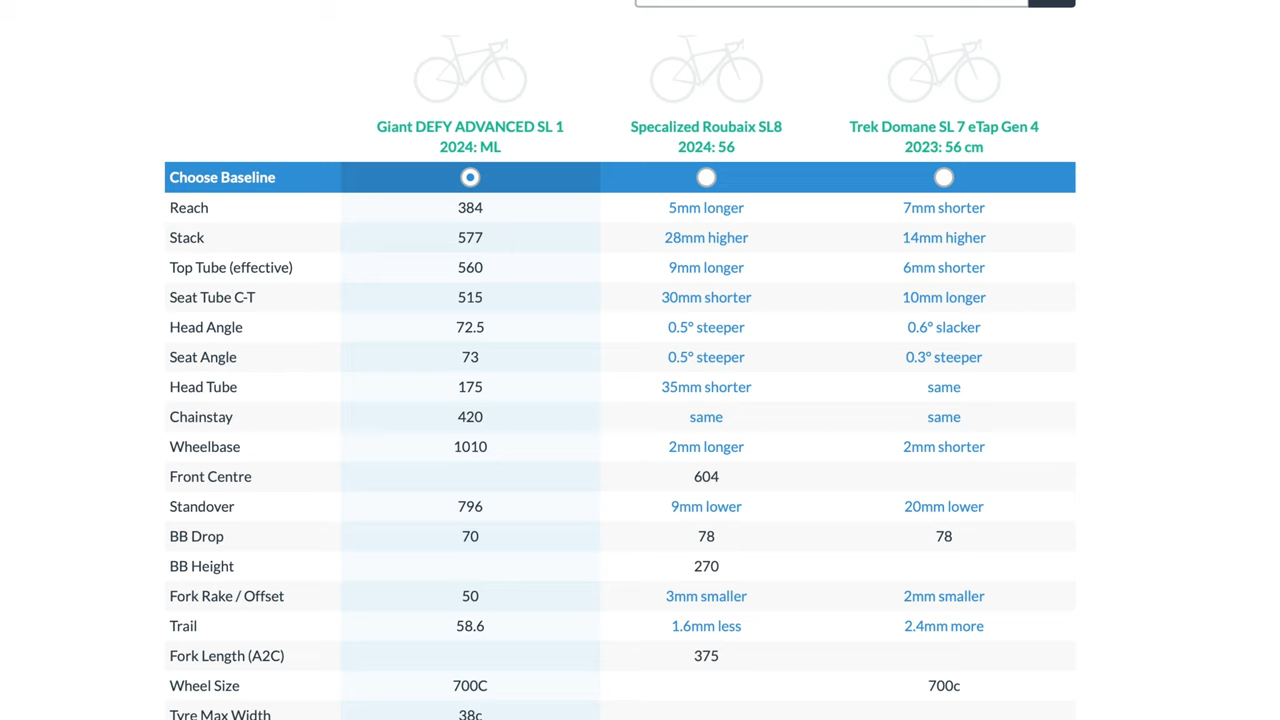 Giant DEFY ADVANCED SL 1 Specalized Roubaix SL8 Trek Domane SL 7 eTap Gen 4
2024: ML 2024: 56 2023: 56 cm
Choose Baseline
Reach 384 5mm longer 7mm shorter
Stack 577 28mm higher 14mm higher
Top Tube (effective) 560 9mm longer 6mm shorter
Seat Tube C-T 515 30mm shorter 10mm longer
Head Angle 72.5 0.5° steeper 0.6° slacker
Seat Angle 73 0.5° steeper 0.3° steeper
Head Tube 175 35mm shorter same
Chainstay 420 same same
Wheelbase 1010 2mm longer 2mm shorter
Front Centre 604
Standover 796 9mm lower 20mm lower
BB Drop 70 78 78
BB Height 270
Fork Rake / Offset 50 3mm smaller 2mm smaller
Trail 58.6 1.6mm less 2.4mm more
Fork Length (A2C) 375
Wheel Size 700C 700c
Tyre Max Width 38c